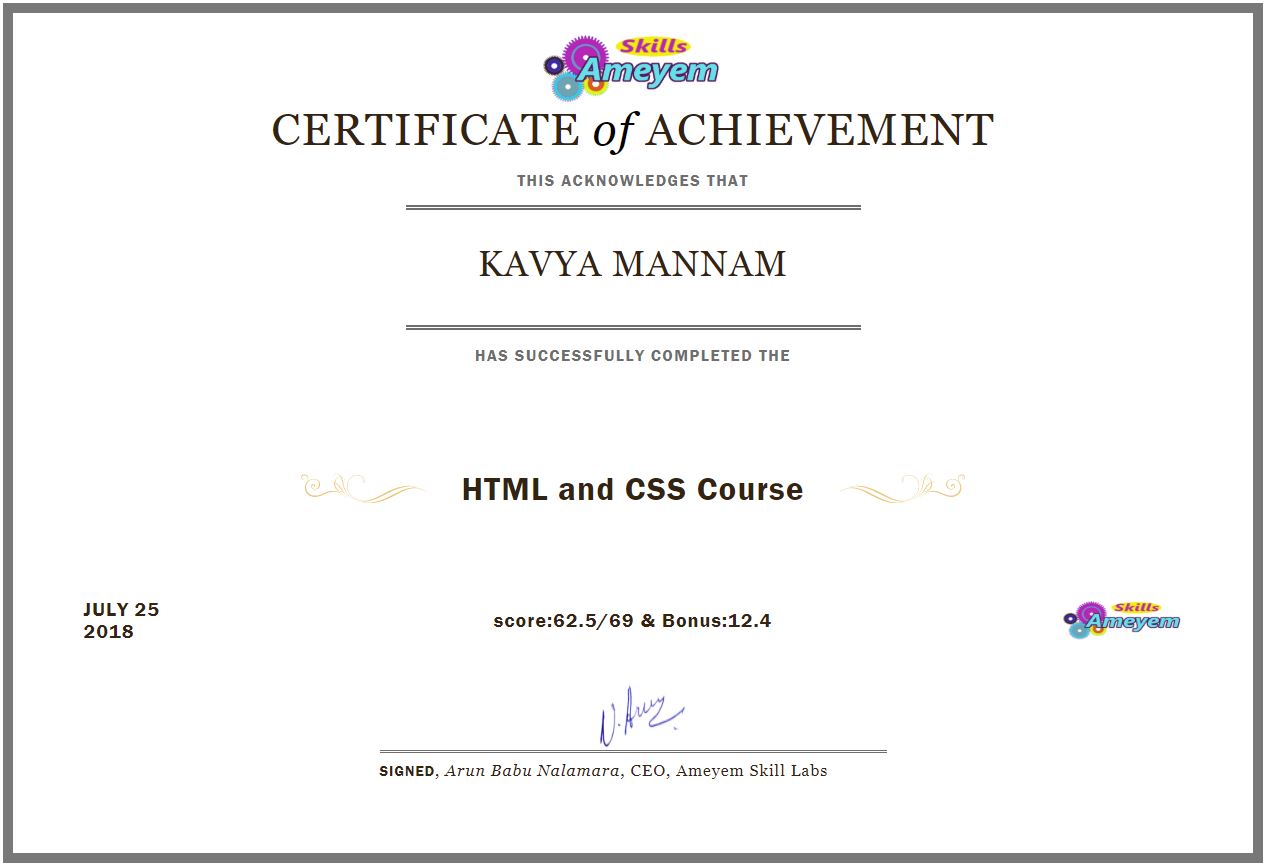 Skills
Ameyem
CERTIFICATE of ACHIEVEMENT
THIS ACKNOWLEDGES THAT
KAVYA MANNAM
HAS SUCCESSFULLY COMPLETED THE
HTML and CSS Course
JULY 25
2018
score:62.5/69 & Bonus:12.4
Skills
Ameyem
N.Arun
SIGNED, Arun Babu Nalamara, CEO, Ameyem Skill Labs